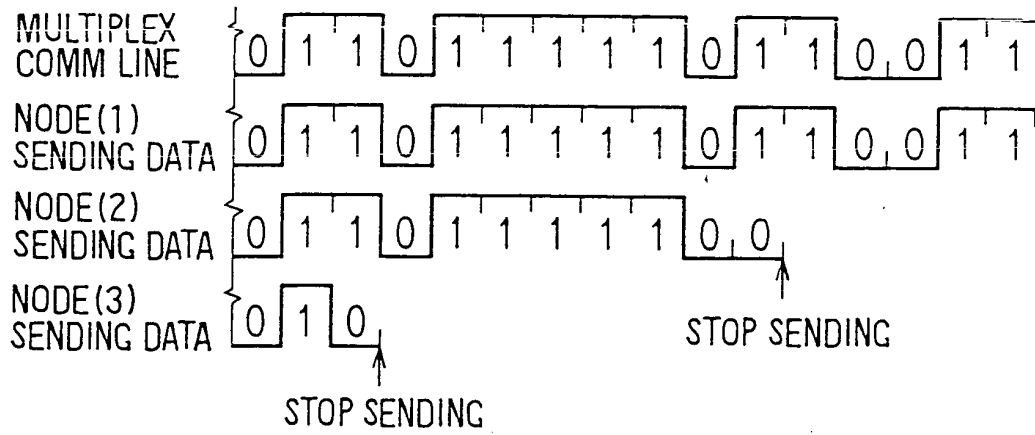 MULTIPLEX
COMM LINE
0 1 1 0 1 1 1 1 1 0 1 1 0 0 1 1
NODE(1)
SENDING DATA
0 1 1 0 1 1 1 1 1 0 1 1 0 0 1 1
NODE(2)
SENDING DATA
0 1 1 0 1 1 1 1 1 0 0
STOP SENDING
NODE(3)
SENDING DATA
0 1 0
STOP SENDING